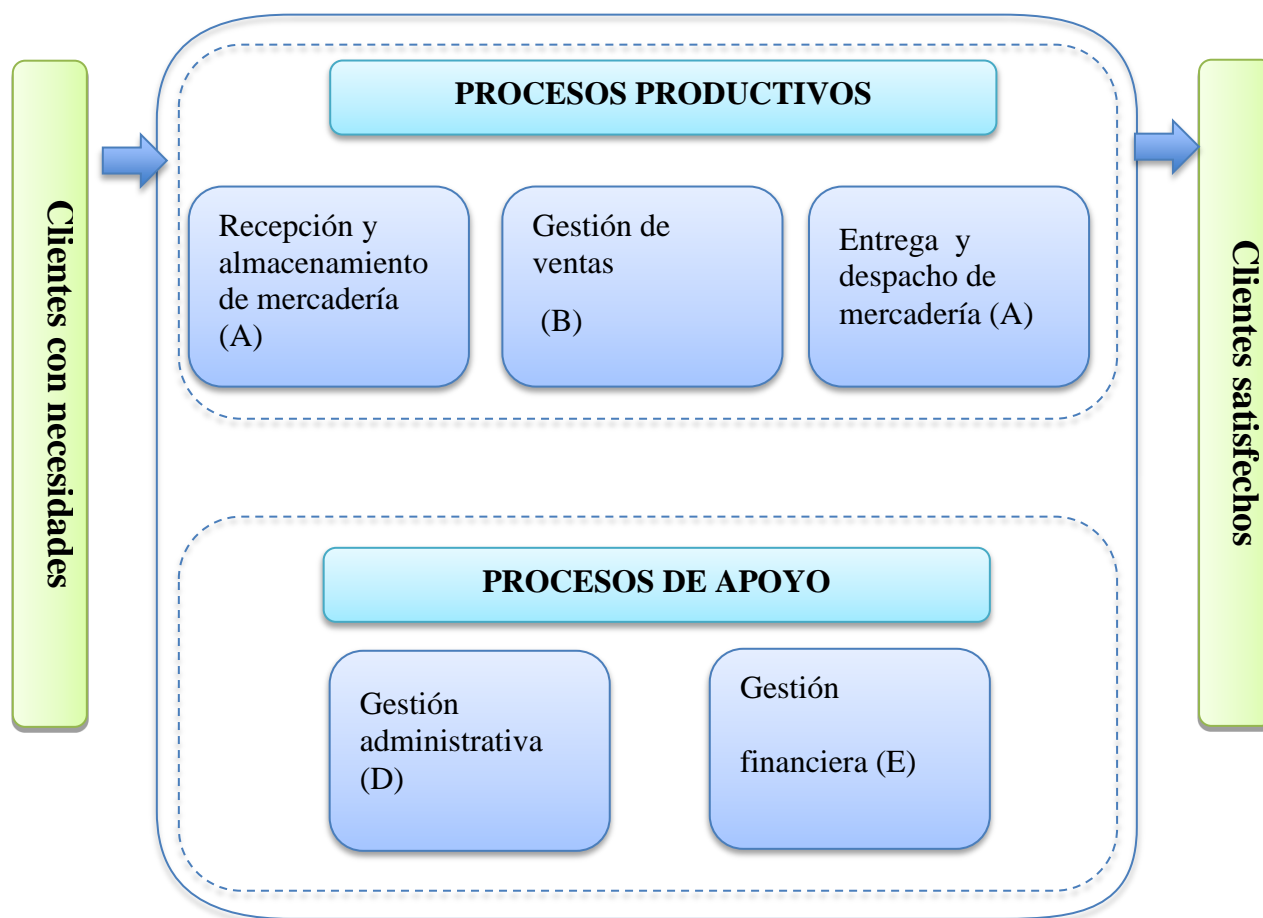 Clientes con necesidades
PROCESOS PRODUCTIVOS
Recepción y
almacenamiento
de mercadería
(A)
Gestión de
ventas
(B)
Entrega y
despacho de
mercadería (A)
PROCESOS DE APOYO
Gestión
administrativa
(D)
Gestión
financiera (E)
Clientes satisfechos